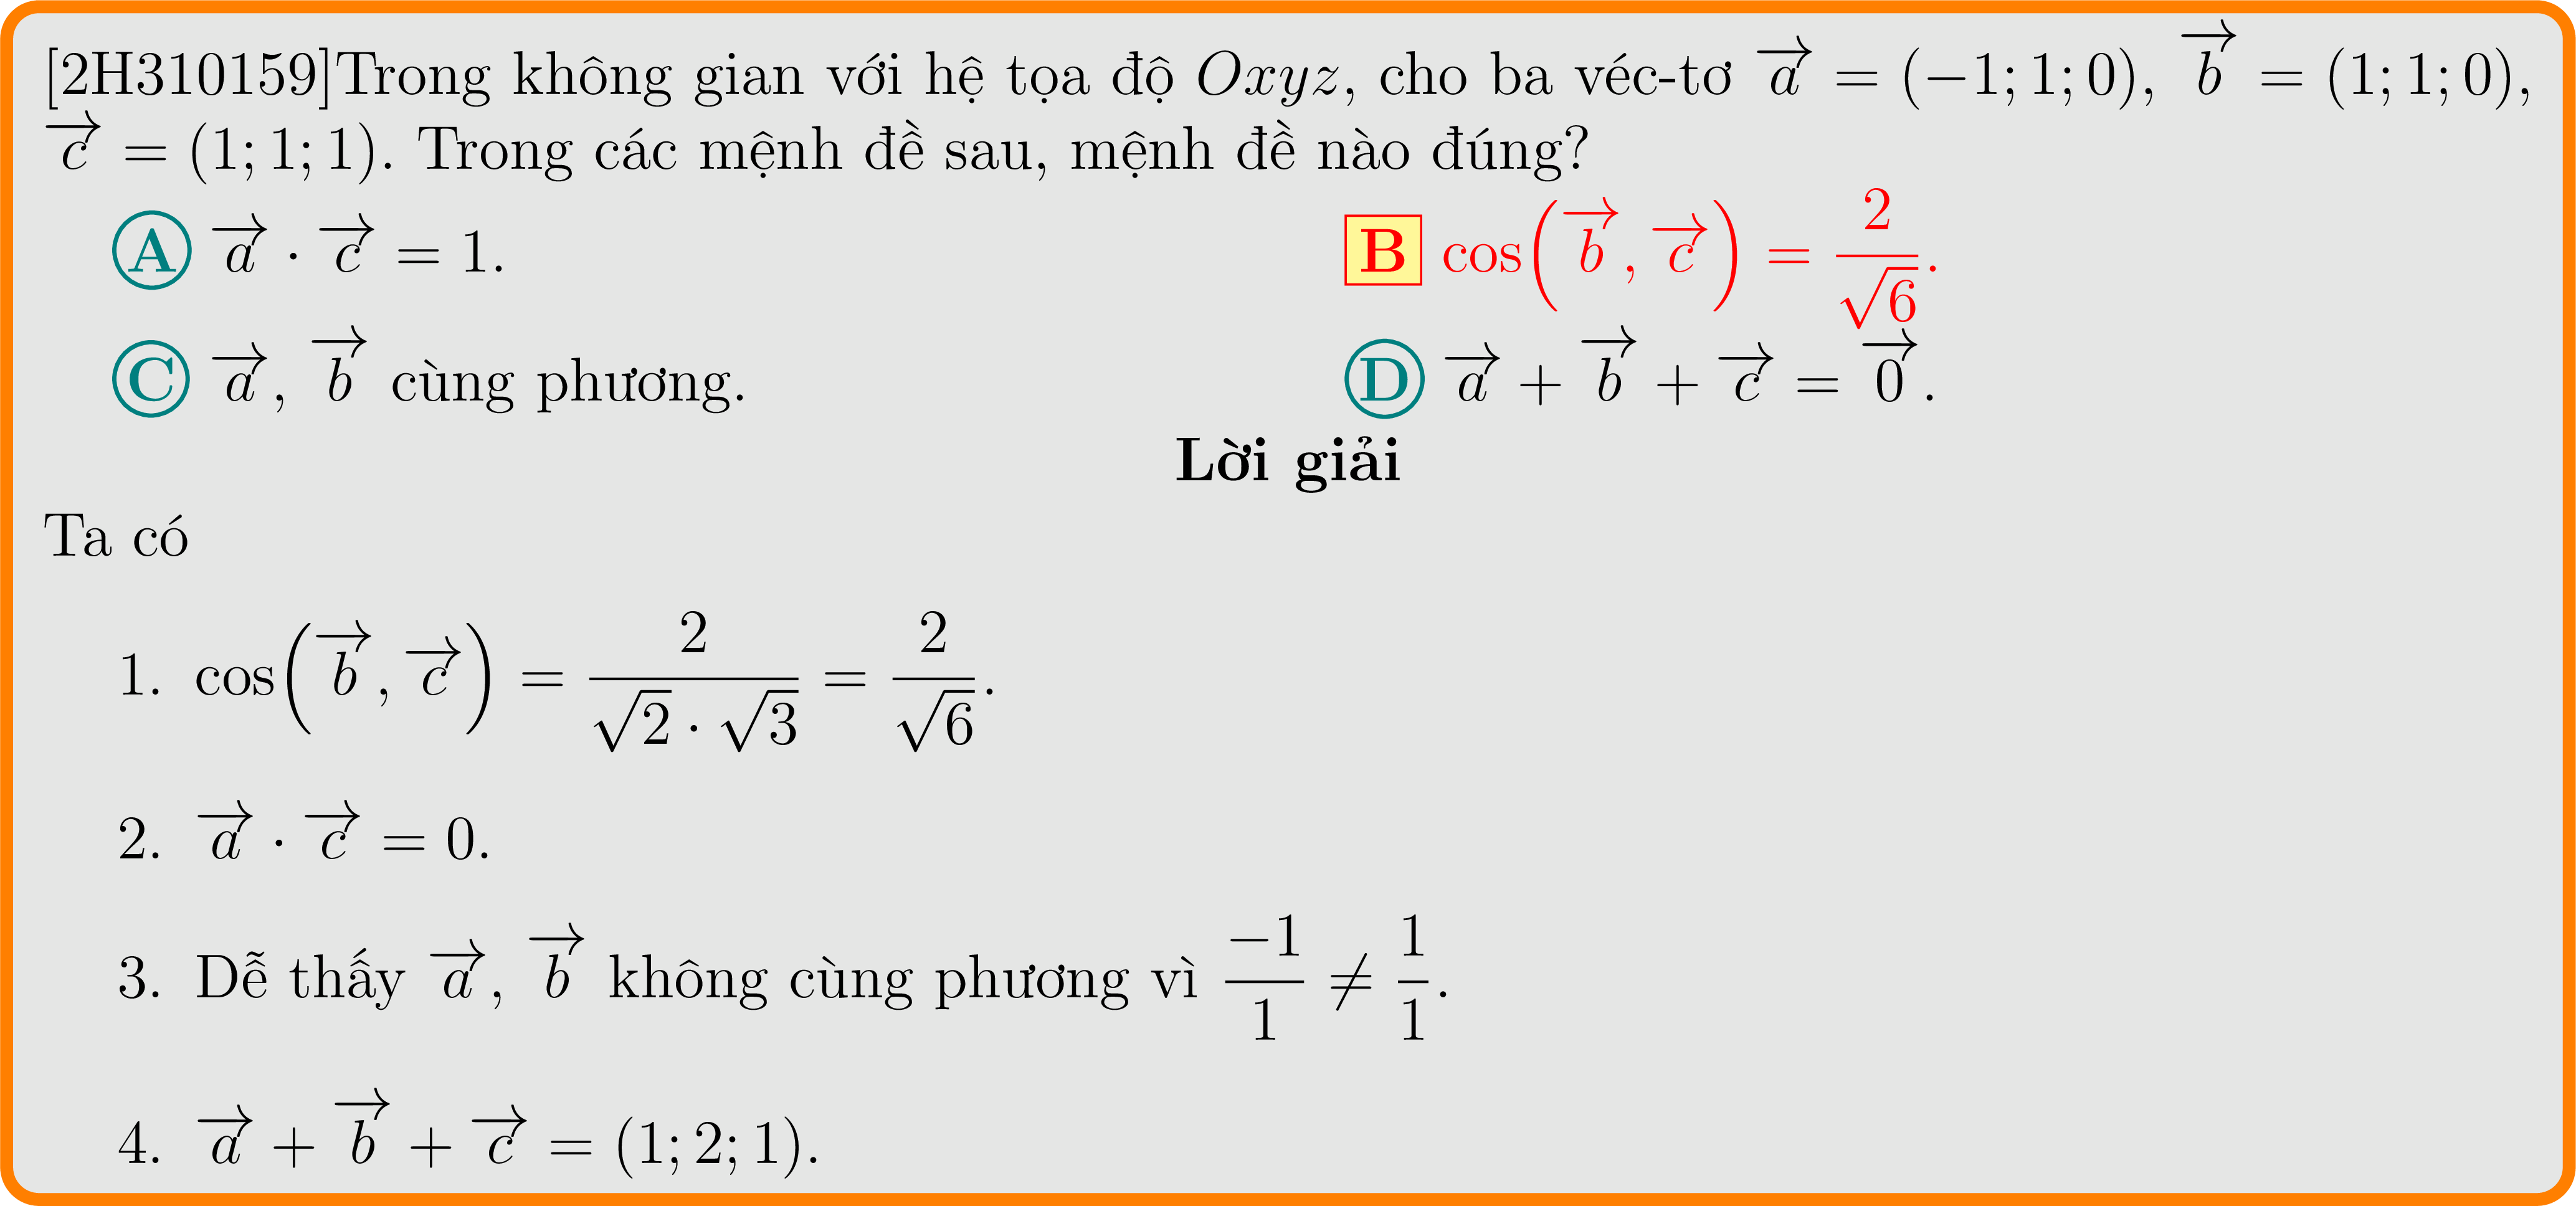 [2H310159]Trong không gian với hệ tọa độ Oxyz, cho ba véc-tơ $\overrightarrow{a} = (-1; 1; 0)$, $\overrightarrow{b} = (1; 1; 0)$,
$\overrightarrow{c} = (1; 1; 1)$. Trong các mệnh đề sau, mệnh đề nào đúng?
A $\overrightarrow{a} \cdot \overrightarrow{c} = 1$. B $\cos\left(\overrightarrow{b}, \overrightarrow{c}\right) = \dfrac{2}{\sqrt{6}}$.
C $\overrightarrow{a}$, $\overrightarrow{b}$ cùng phương. D $\overrightarrow{a} + \overrightarrow{b} + \overrightarrow{c} = \overrightarrow{0}$.
Lời giải
Ta có
1. $\cos\left(\overrightarrow{b}, \overrightarrow{c}\right) = \dfrac{2}{\sqrt{2} \cdot \sqrt{3}} = \dfrac{2}{\sqrt{6}}$.
2. $\overrightarrow{a} \cdot \overrightarrow{c} = 0$.
3. Dễ thấy $\overrightarrow{a}$, $\overrightarrow{b}$ không cùng phương vì $\dfrac{-1}{1} \neq \dfrac{1}{1}$.
4. $\overrightarrow{a} + \overrightarrow{b} + \overrightarrow{c} = (1; 2; 1)$.